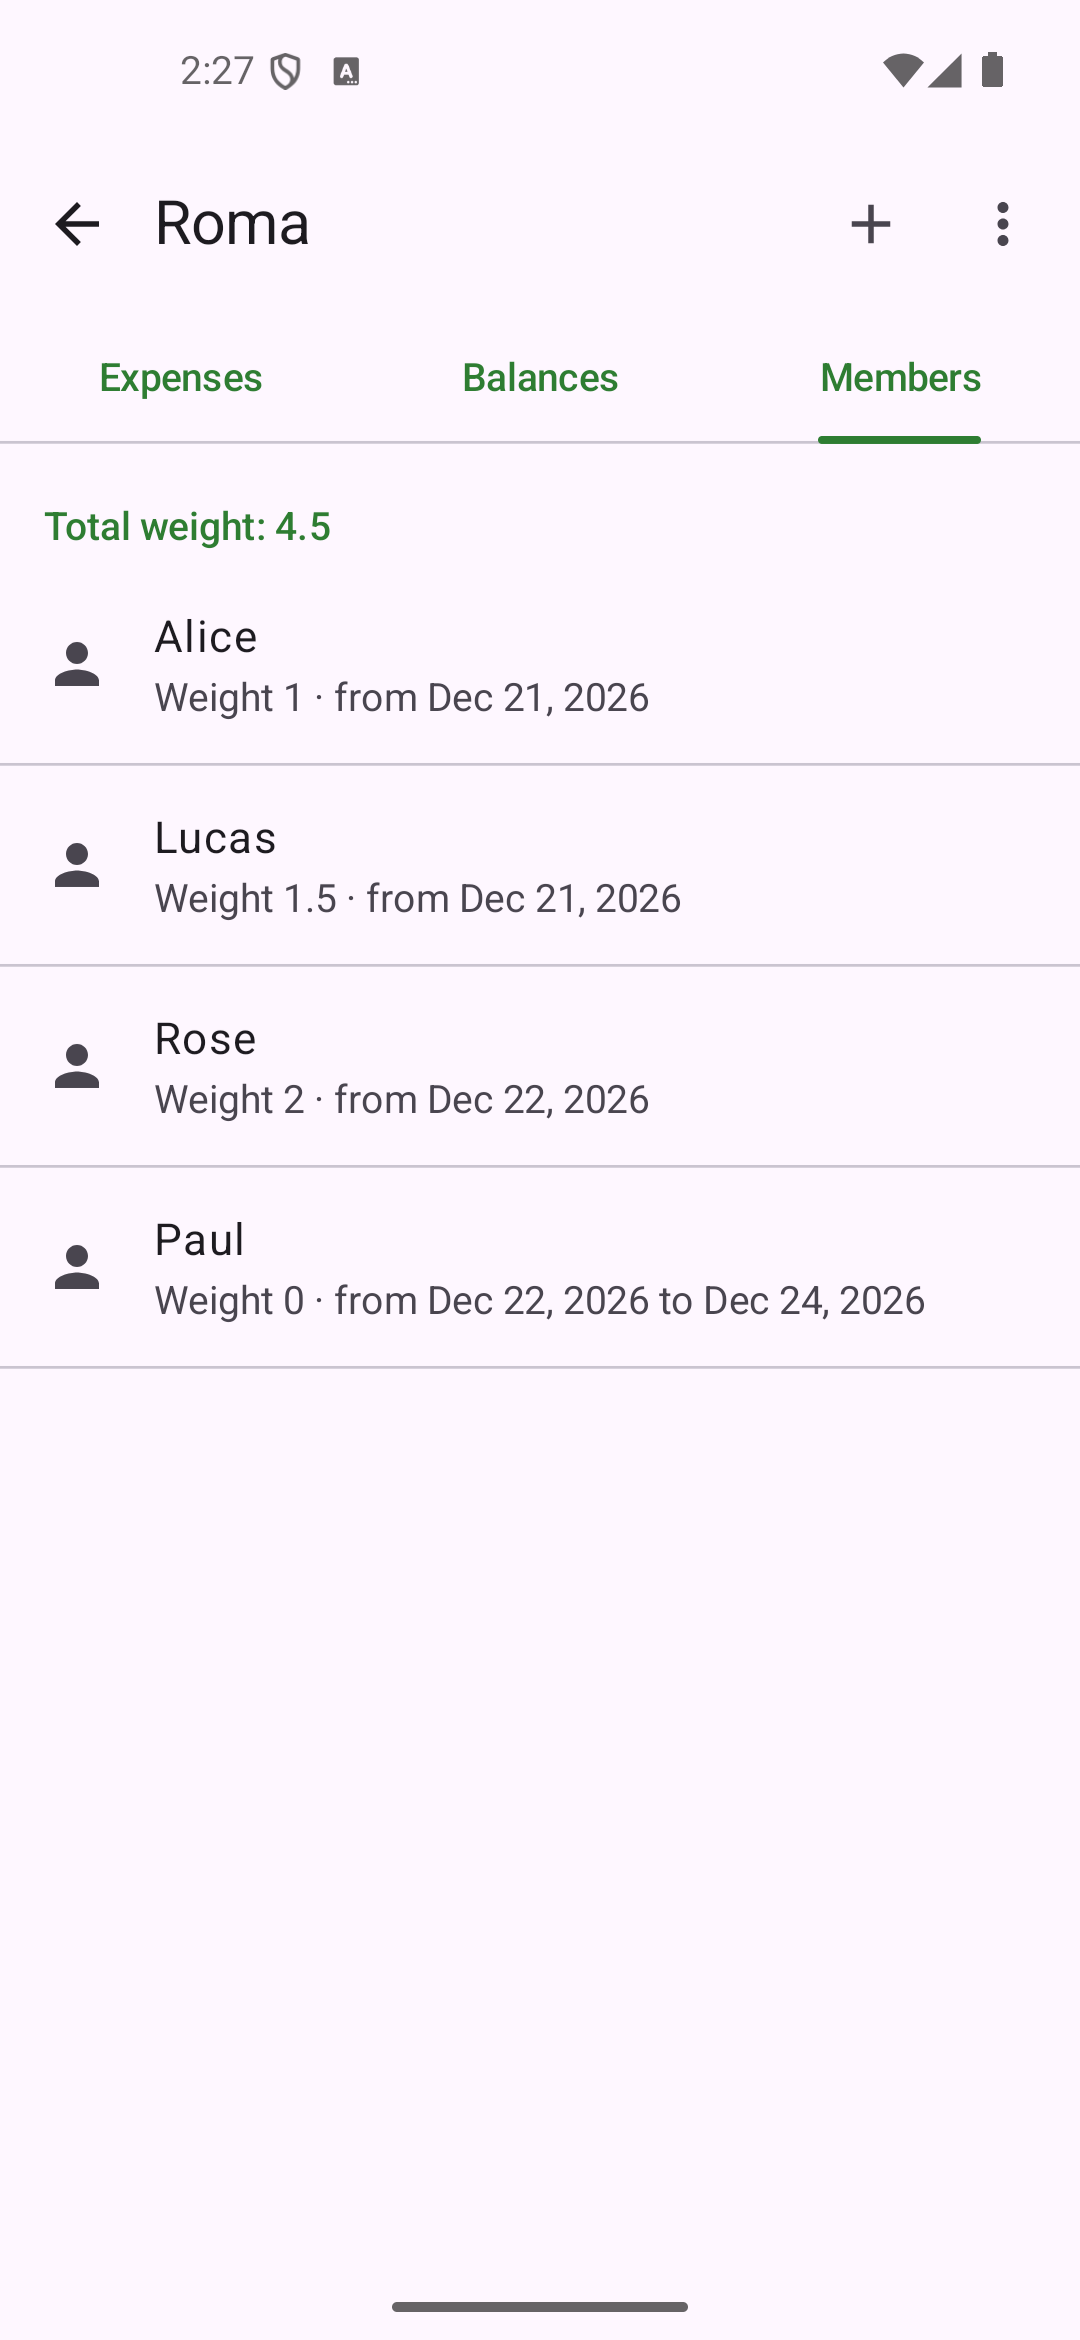 2:27
Roma
Expenses
Balances
Members
Total weight: 4.5
Alice
Weight 1 · from Dec 21, 2026
Lucas
Weight 1.5 · from Dec 21, 2026
Rose
Weight 2 · from Dec 22, 2026
Paul
Weight 0 · from Dec 22, 2026 to Dec 24, 2026